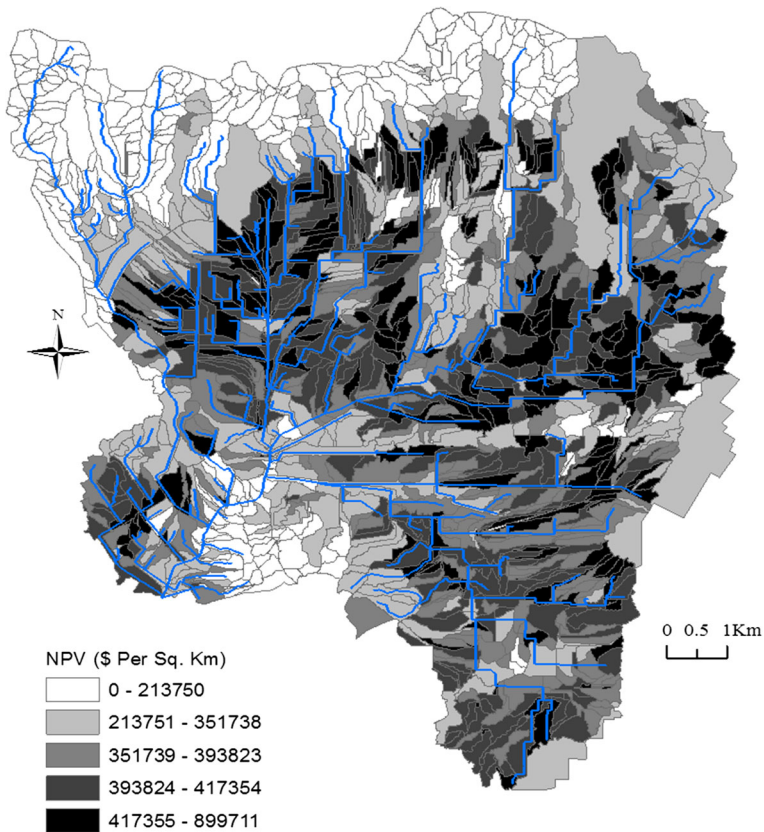 N
0 0.5 1Km
NPV ($ Per Sq. Km)
0 - 213750
213751 - 351738
351739 - 393823
393824 - 417354
417355 - 899711